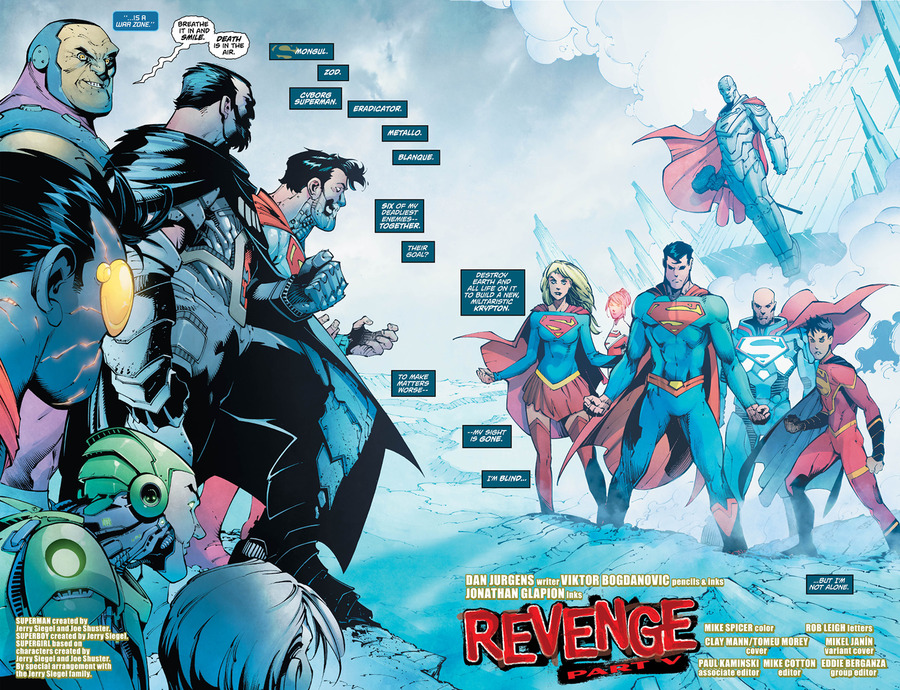 "...IS A
WAR ZONE."
BREATHE
IT IN AND
SMILE.
DEATH
IS IN THE
AIR.
MONGUL.
ZOD.
CYBORG
SUPERMAN.
ERADICATOR.
METALLO.
BLANQUE.
SIX OF MY
DEADLIEST
ENEMIES--
TOGETHER.
THEIR
GOAL?
DESTROY
EARTH AND
ALL LIFE ON IT
TO BUILD A NEW,
MILITARISTIC
KRYPTON.
TO MAKE
MATTERS
WORSE--
--MY SIGHT
IS GONE.
I'M BLIND...
...BUT I'M
NOT ALONE.
DAN JURGENS writer VIKTOR BOGDANOVIC pencils & inks
JONATHAN GLAPION inks
REVENGE
PART V
MIKE SPICER color ROB LEIGH letters
CLAY MANN/TOMEU MOREY MIKEL JANÍN
cover variant cover
PAUL KAMINSKI MIKE COTTON EDDIE BERGANZA
associate editor editor group editor
SUPERMAN created by
Jerry Siegel and Joe Shuster.
SUPERBOY created by Jerry Siegel.
SUPERGIRL based on
characters created by
Jerry Siegel and Joe Shuster.
By special arrangement with
the Jerry Siegel family.